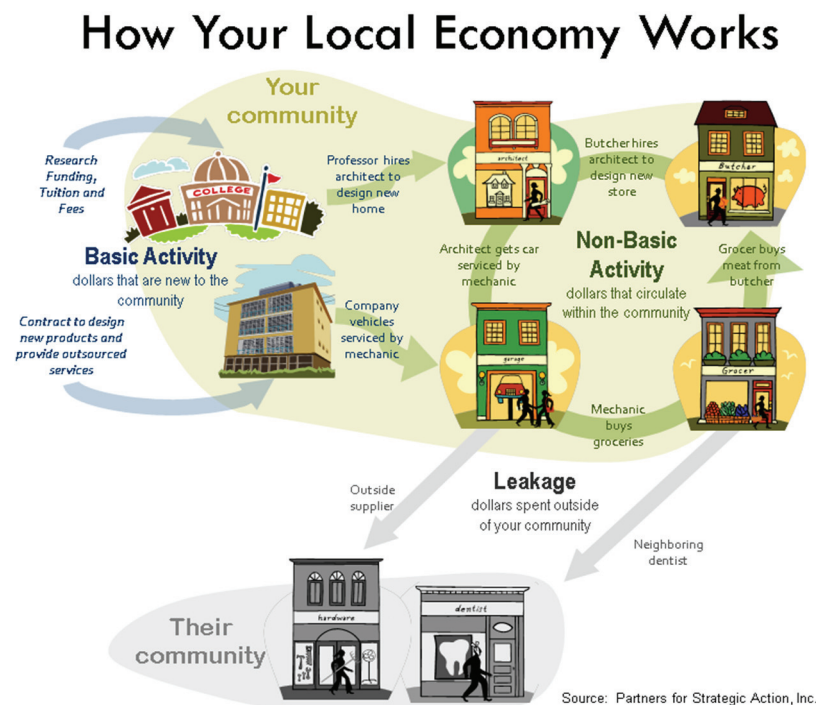 How Your Local Economy Works
Your
community
Research
Funding,
Tuition and
Fees
COLLEGE
Professor hires
architect to
design new
home
architect
Butcher hires
architect to
design new
store
Butcher
Basic Activity
dollars that are new to the
community
Architect gets car
serviced by
mechanic
Non-Basic
Activity
dollars that circulate
within the community
Grocer buys
meat from
butcher
Contract to design
new products and
provide outsourced
services
Company
vehicles
serviced by
mechanic
garage
Grocer
Mechanic
buys
groceries
Leakage
dollars spent outside
of your community
Outside
supplier
Neighboring
dentist
Their
community
hardware
dentist
Source: Partners for Strategic Action, Inc.